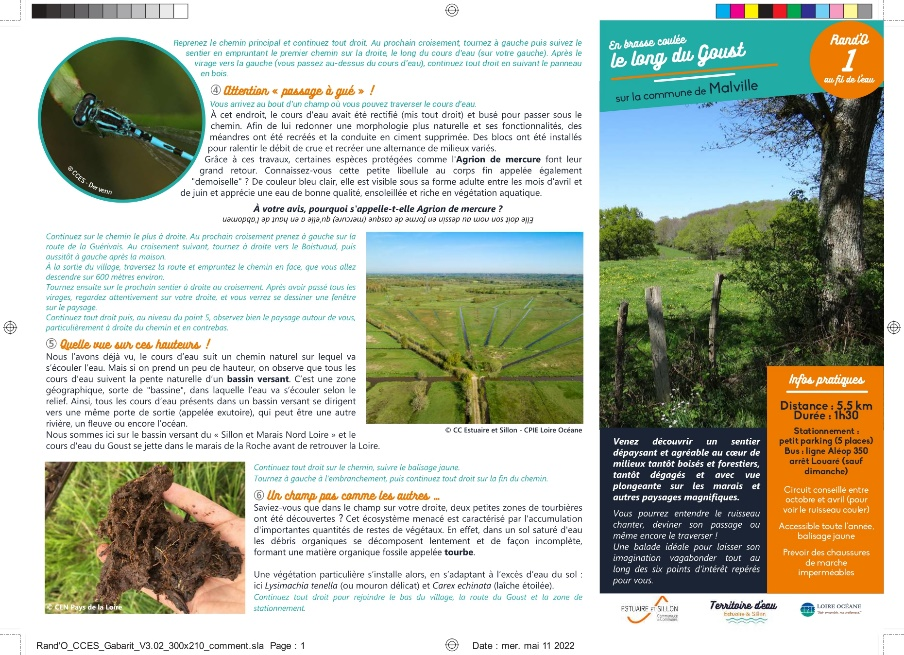 Reprenez le chemin principal et continuez tout droit. Au prochain croisement, tournez à gauche puis suivez le
sentier en empruntant le premier chemin sur la droite, le long du cours d'eau (sur votre gauche). Après le
virage vers la gauche (vous passez au-dessus du cours d'eau), continuez tout droit en suivant le panneau
en bois.
④ Attention « passage à gué » !
Vous arrivez au bout d'un champ où vous pouvez traverser le cours d'eau.
À cet endroit, le cours d'eau avait été rectifié (mis tout droit) et busé pour passer sous le
chemin. Afin de lui redonner une morphologie plus naturelle et ses fonctionnalités, des
méandres ont été recréés et la conduite en ciment supprimée. Des blocs ont été installés
pour ralentir le débit de crue et recréer une alternance de milieux variés.
Grâce à ces travaux, certaines espèces protégées comme l'Agrion de mercure font leur
grand retour. Connaissez-vous cette petite libellule au corps fin appelée également
"demoiselle" ? De couleur bleu clair, elle est visible sous sa forme adulte entre les mois d'avril et
de juin et apprécie une eau de bonne qualité, ensoleillée et riche en végétation aquatique.
© CCES - Dervenn
À votre avis, pourquoi s'appelle-t-elle Agrion de mercure ?
Elle doit son nom au dessin en forme de casque (mercure) qu'elle a en haut de l'abdomen
Continuez sur le chemin le plus à droite. Au prochain croisement prenez à gauche sur la
route de la Guérivais. Au croisement suivant, tournez à droite vers le Boistuaud, puis
aussitôt à gauche après la maison.
À la sortie du village, traversez la route et empruntez le chemin en face, que vous allez
descendre sur 600 mètres environ.
Tournez ensuite sur le prochain sentier à droite au croisement. Après avoir passé tous les
virages, regardez attentivement sur votre droite, et vous verrez se dessiner une fenêtre
sur le paysage.
Continuez tout droit puis, au niveau du point 5, observez bien le paysage autour de vous,
particulièrement à droite du chemin et en contrebas.
⑤ Quelle vue sur ces hauteurs !
Nous l'avons déjà vu, le cours d'eau suit un chemin naturel sur lequel va
s'écouler l'eau. Mais si on prend un peu de hauteur, on observe que tous les
cours d'eau suivent la pente naturelle d'un bassin versant. C'est une zone
géographique, sorte de "bassine", dans laquelle l'eau va s'écouler selon le
relief. Ainsi, tous les cours d'eau présents dans un bassin versant se dirigent
vers une même porte de sortie (appelée exutoire), qui peut être une autre
rivière, un fleuve ou encore l'océan.
Nous sommes ici sur le bassin versant du « Sillon et Marais Nord Loire » et le
cours d'eau du Goust se jette dans le marais de la Roche avant de retrouver la Loire.
© CC Estuaire et Sillon - CPIE Loire Océane
Continuez tout droit sur le chemin, suivre le balisage jaune.
Tournez à gauche à l'embranchement, puis continuez tout droit sur la fin du chemin.
⑥ Un champ pas comme les autres ...
Saviez-vous que dans le champ sur votre droite, deux petites zones de tourbières
ont été découvertes ? Cet écosystème menacé est caractérisé par l'accumulation
d'importantes quantités de restes de végétaux. En effet, dans un sol saturé d'eau
les débris organiques se décomposent lentement et de façon incomplète,
formant une matière organique fossile appelée tourbe.
Une végétation particulière s'installe alors, en s'adaptant à l'excès d'eau du sol :
ici Lysimachia tenella (ou mouron délicat) et Carex echinata (laîche étoilée).
Continuez tout droit pour rejoindre le bas du village, la route du Goust et la zone de
stationnement.
© CEN Pays de la Loire
En brasse coulée
le long du Goust
sur la commune de Malville
Rand'O
1
au fil de l'eau
Venez découvrir un sentier
dépaysant et agréable au cœur de
milieux tantôt boisés et forestiers,
tantôt dégagés et avec vue
plongeante sur les marais et
autres paysages magnifiques.
Vous pourrez entendre le ruisseau
chanter, deviner son passage ou
même encore le traverser !
Une balade idéale pour laisser son
imagination vagabonder tout au
long des six points d'intérêt repérés
pour vous.
Infos pratiques
Distance : 5,5 km
Durée : 1h30
Stationnement :
petit parking (5 places)
Bus : ligne Aléop 350
arrêt Louaré (sauf
dimanche)
Circuit conseillé entre
octobre et avril (pour
voir le ruisseau couler)
Accessible toute l'année,
balisage jaune
Prévoir des chaussures
de marche
imperméables
ESTUAIRE et SILLON
Communauté
de Communes
Territoire d'eau
Estuaire & Sillon
CPIE
LOIRE OCÉANE
Rand'O_CCES_Gabarit_V3.02_300x210_comment.sla Page : 1
Date : mer. mai 11 2022